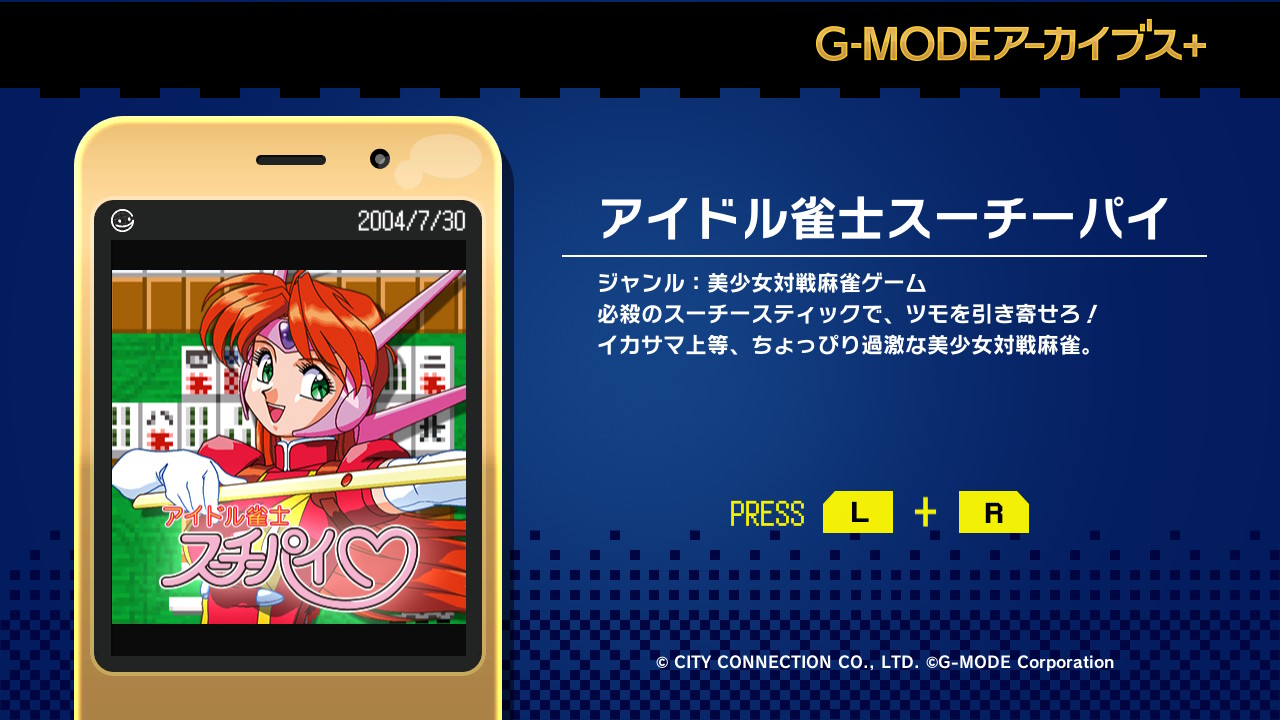 G-MODEアーカイブス+
2004/7/30
アイドル雀士
スーチーパイ
アイドル雀士スーチーパイ
ジャンル：美少女対戦麻雀ゲーム
必殺のスーチースティックで、ツモを引き寄せろ！
イカサマ上等、ちょっぴり過激な美少女対戦麻雀。
PRESS L + R
© CITY CONNECTION CO., LTD. ©G-MODE Corporation